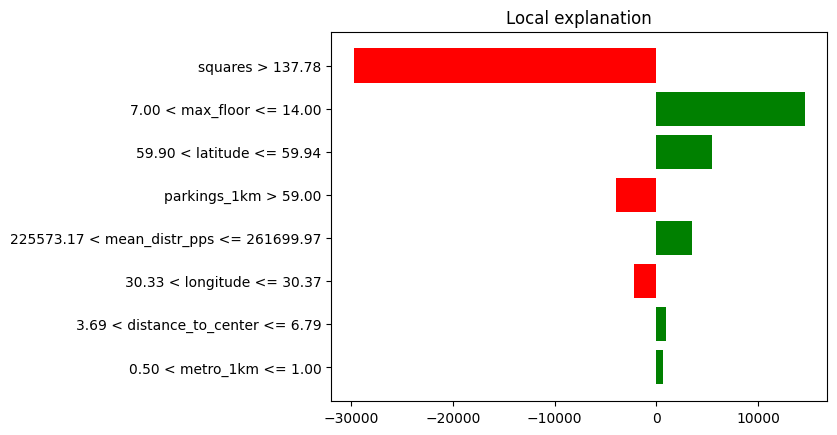 Local explanation
squares > 137.78
7.00 < max_floor <= 14.00
59.90 < latitude <= 59.94
parkings_1km > 59.00
225573.17 < mean_distr_pps <= 261699.97
30.33 < longitude <= 30.37
3.69 < distance_to_center <= 6.79
0.50 < metro_1km <= 1.00
−30000 −20000 −10000 0 10000